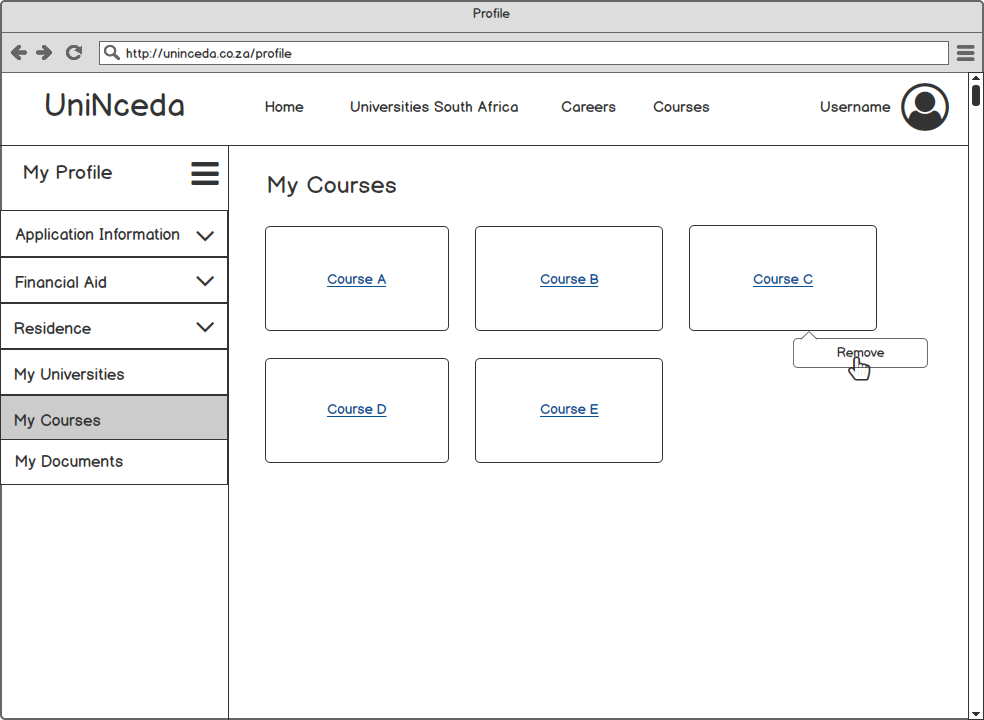 Profile
http://uninceda.co.za/profile
UniNceda
Home Universities South Africa Careers Courses Username
My Profile
Application Information
Financial Aid
Residence
My Universities
My Courses
My Documents
My Courses
Course A Course B Course C
Remove
Course D Course E